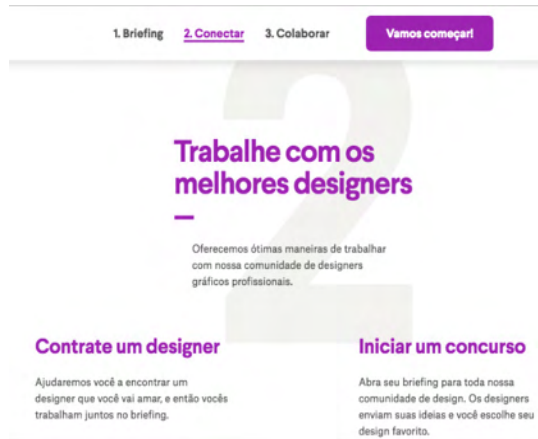 1. Briefing 2. Conectar 3. Colaborar Vamos começar!
2
Trabalhe com os
melhores designers
Oferecemos ótimas maneiras de trabalhar
com nossa comunidade de designers
gráficos profissionais.
Contrate um designer
Ajudaremos você a encontrar um
designer que você vai amar, e então vocês
trabalham juntos no briefing.
Iniciar um concurso
Abra seu briefing para toda nossa
comunidade de design. Os designers
enviam suas ideias e você escolhe seu
design favorito.